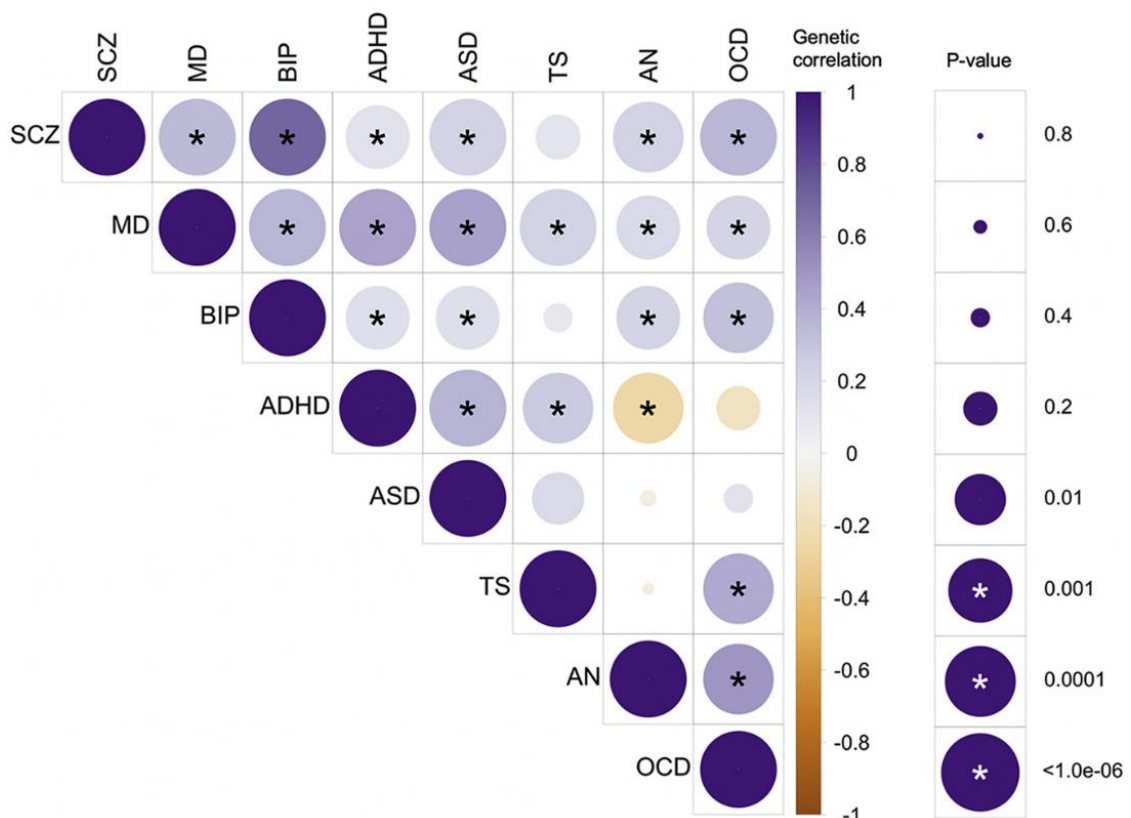 SCZ MD BIP ADHD ASD TS AN OCD
Genetic
correlation
P-value
SCZ * * * * * *
MD * * * * * *
BIP * * * *
ADHD * * *
ASD
TS *
AN *
OCD
1
0.8
0.6
0.4
0.2
0
-0.2
-0.4
-0.6
-0.8
-1
0.8
0.6
0.4
0.2
0.01
* 0.001
* 0.0001
* <1.0e-06